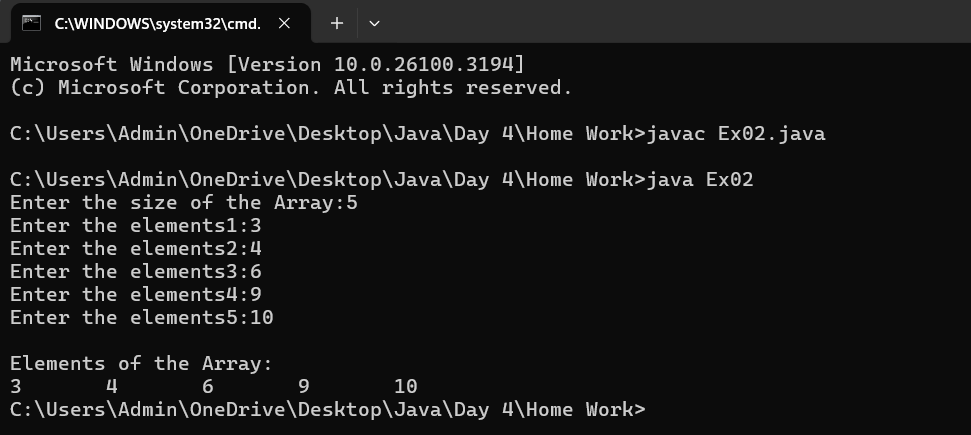 C:\WINDOWS\system32\cmd.
Microsoft Windows [Version 10.0.26100.3194]
(c) Microsoft Corporation. All rights reserved.
C:\Users\Admin\OneDrive\Desktop\Java\Day 4\Home Work>javac Ex02.java
C:\Users\Admin\OneDrive\Desktop\Java\Day 4\Home Work>java Ex02
Enter the size of the Array:5
Enter the elements1:3
Enter the elements2:4
Enter the elements3:6
Enter the elements4:9
Enter the elements5:10
Elements of the Array:
3       4       6       9       10
C:\Users\Admin\OneDrive\Desktop\Java\Day 4\Home Work>